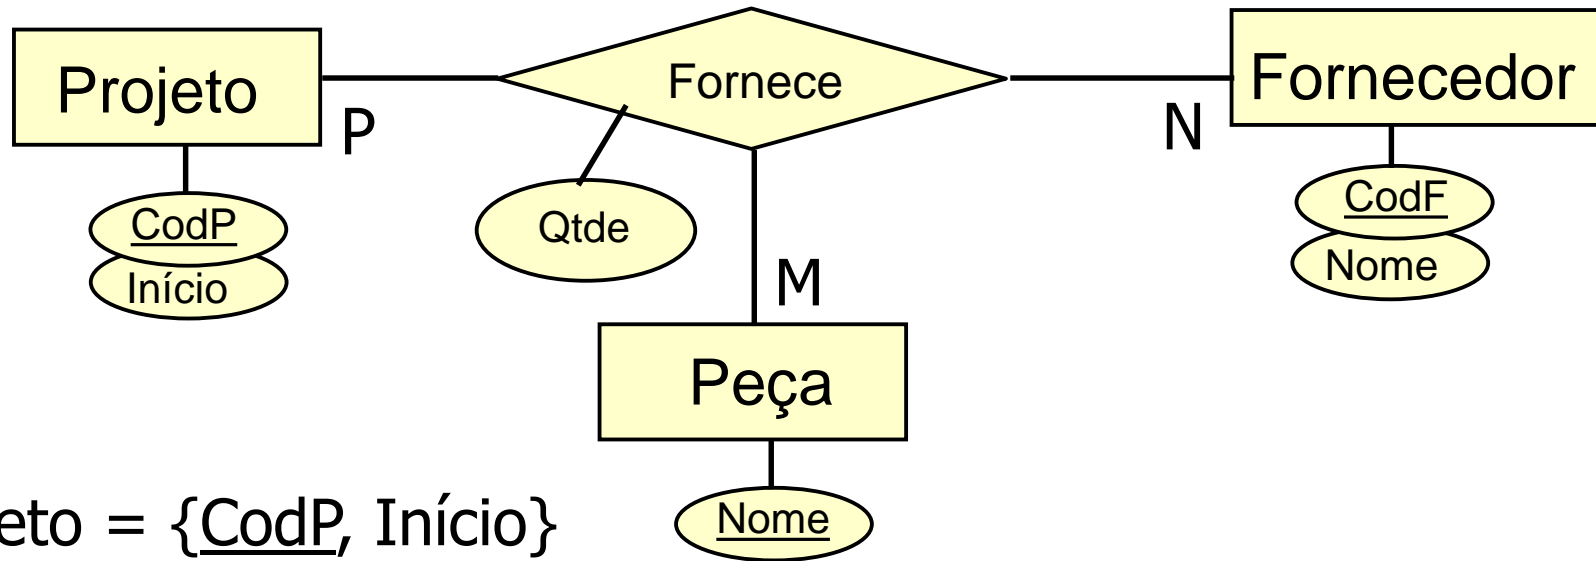 Projeto
Fornece
Fornecedor
P
N
CodP
Início
Qtde
CodF
Nome
M
Peça
Nome
eto = {CodP, Início}